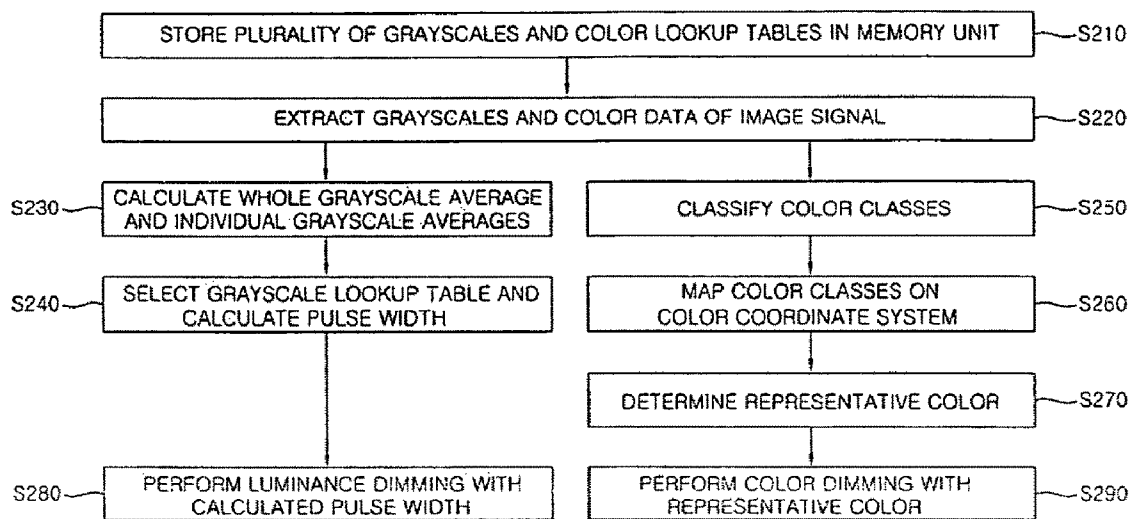 STORE PLURALITY OF GRAYSCALES AND COLOR LOOKUP TABLES IN MEMORY UNIT
S210
EXTRACT GRAYSCALES AND COLOR DATA OF IMAGE SIGNAL
S220
S230
CALCULATE WHOLE GRAYSCALE AVERAGE
AND INDIVIDUAL GRAYSCALE AVERAGES
CLASSIFY COLOR CLASSES
S250
S240
SELECT GRAYSCALE LOOKUP TABLE AND
CALCULATE PULSE WIDTH
MAP COLOR CLASSES ON
COLOR COORDINATE SYSTEM
S260
DETERMINE REPRESENTATIVE COLOR
S270
S280
PERFORM LUMINANCE DIMMING WITH
CALCULATED PULSE WIDTH
PERFORM COLOR DIMMING WITH
REPRESENTATIVE COLOR
S290